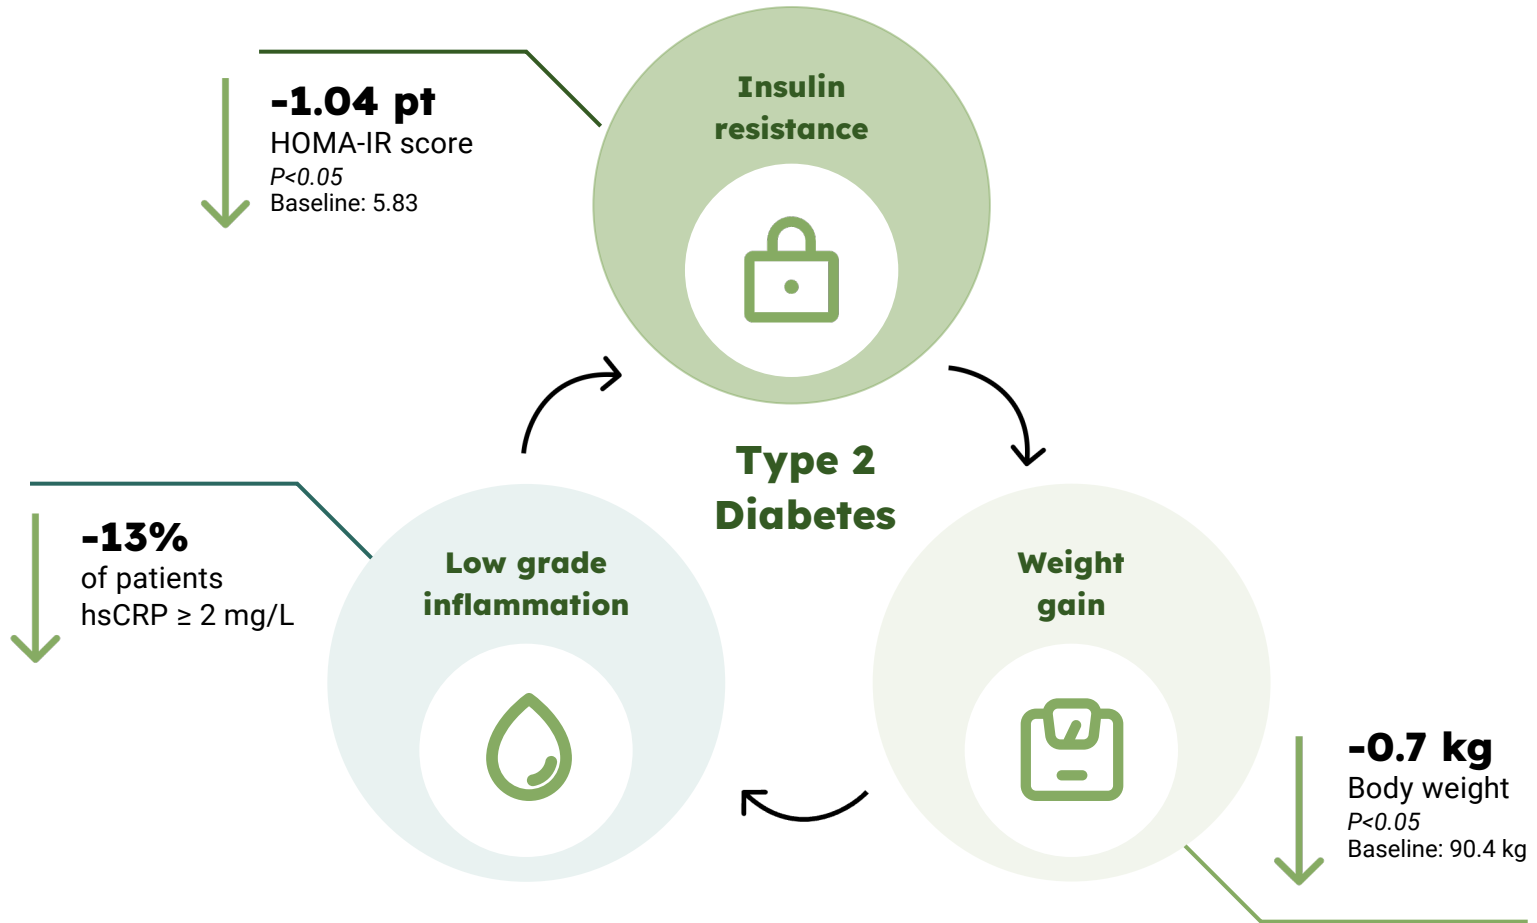 -1.04 pt
HOMA-IR score
P<0.05
Baseline: 5.83
Insulin
resistance
Type 2
Diabetes
-13%
of patients
hsCRP ≥ 2 mg/L
Low grade
inflammation
Weight
gain
-0.7 kg
Body weight
P<0.05
Baseline: 90.4 kg